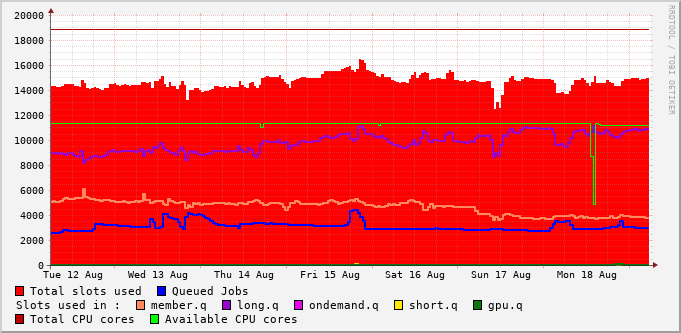 20000
18000
16000
14000
12000
10000
8000
6000
4000
2000
0
Tue 12 Aug Wed 13 Aug Thu 14 Aug Fri 15 Aug Sat 16 Aug Sun 17 Aug Mon 18 Aug
Total slots used Queued Jobs
Slots used in : member.q long.q ondemand.q short.q gpu.q
Total CPU cores Available CPU cores
RRDTOOL / TOBI OETIKER